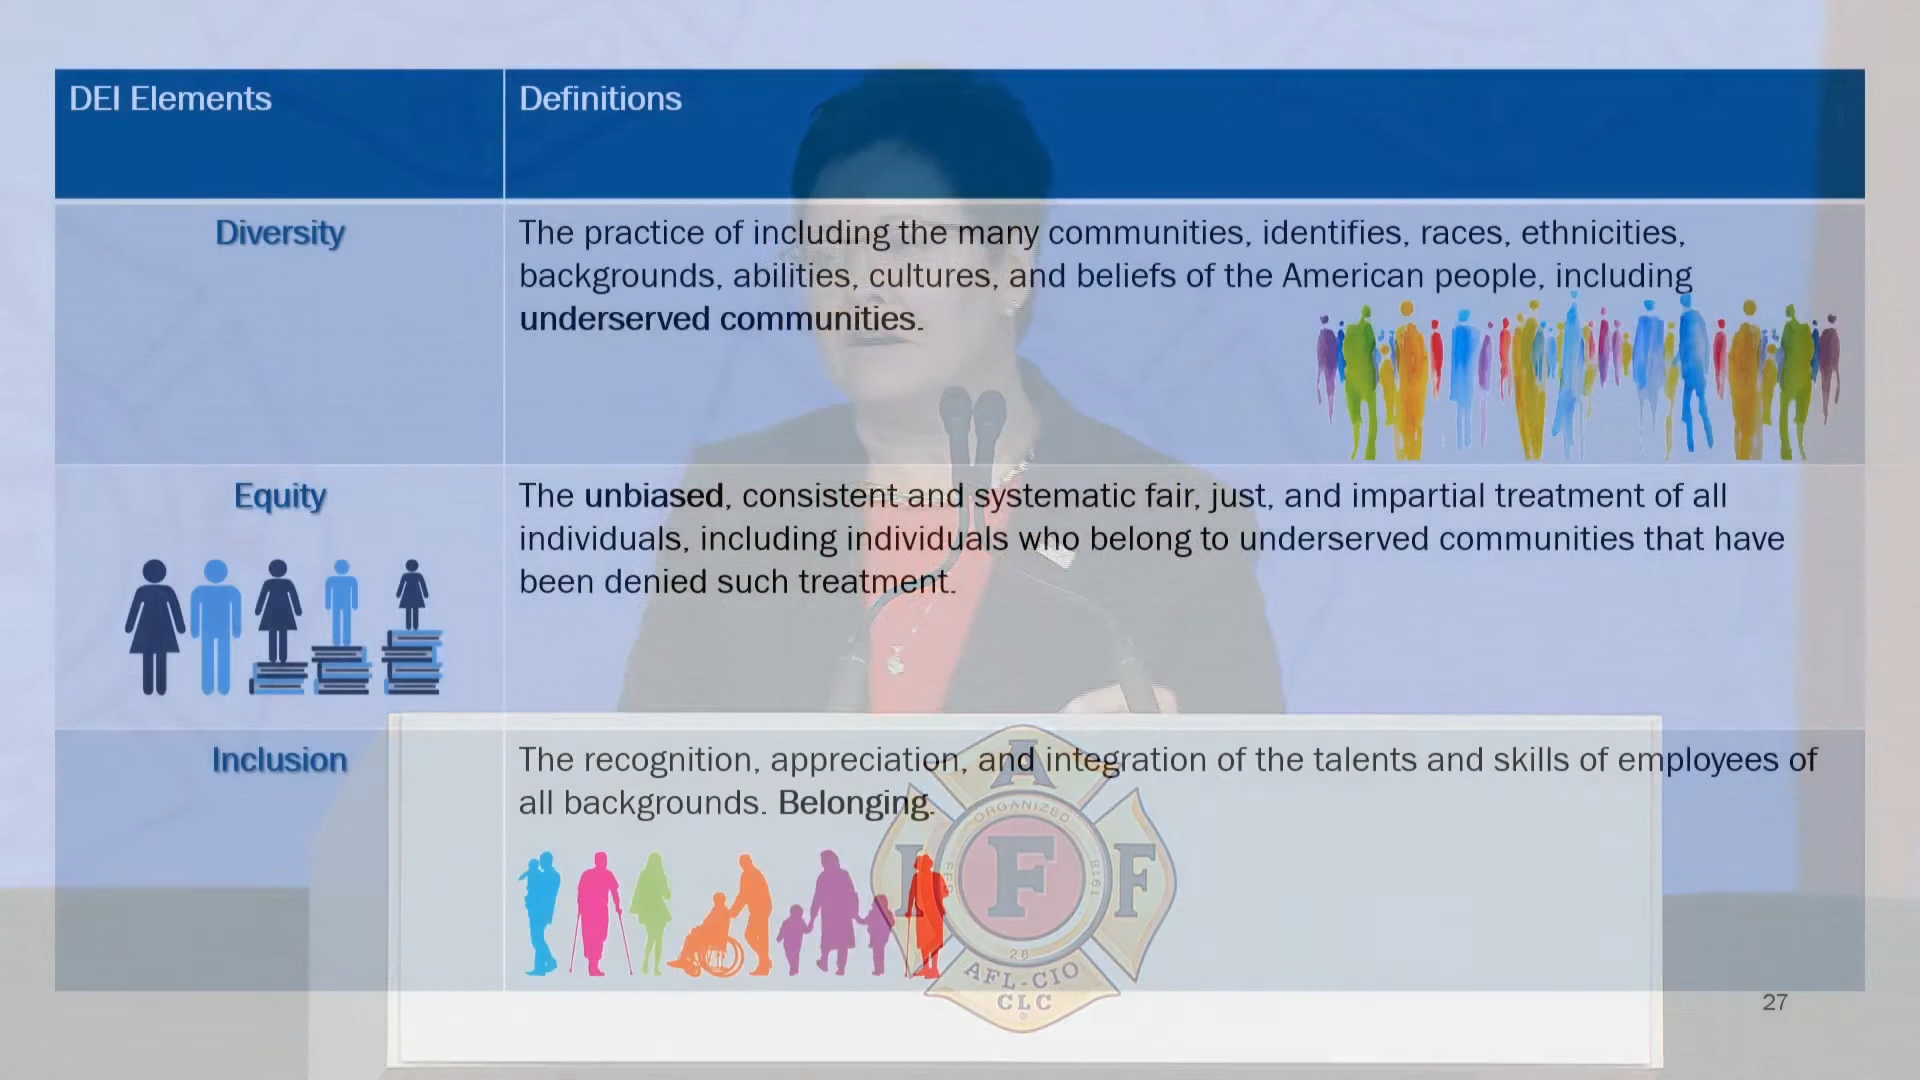 DEI Elements
Definitions
Diversity
The practice of including the many communities, identifies, races, ethnicities,
backgrounds, abilities, cultures, and beliefs of the American people, including
underserved communities.
Equity
The unbiased, consistent and systematic fair, just, and impartial treatment of all
individuals, including individuals who belong to underserved communities that have
been denied such treatment.
Inclusion
The recognition, appreciation, and integration of the talents and skills of employees of
all backgrounds. Belonging.
A
ORGANIZED
I F F
FEB 1918
28
AFL-CIO
CLC
27